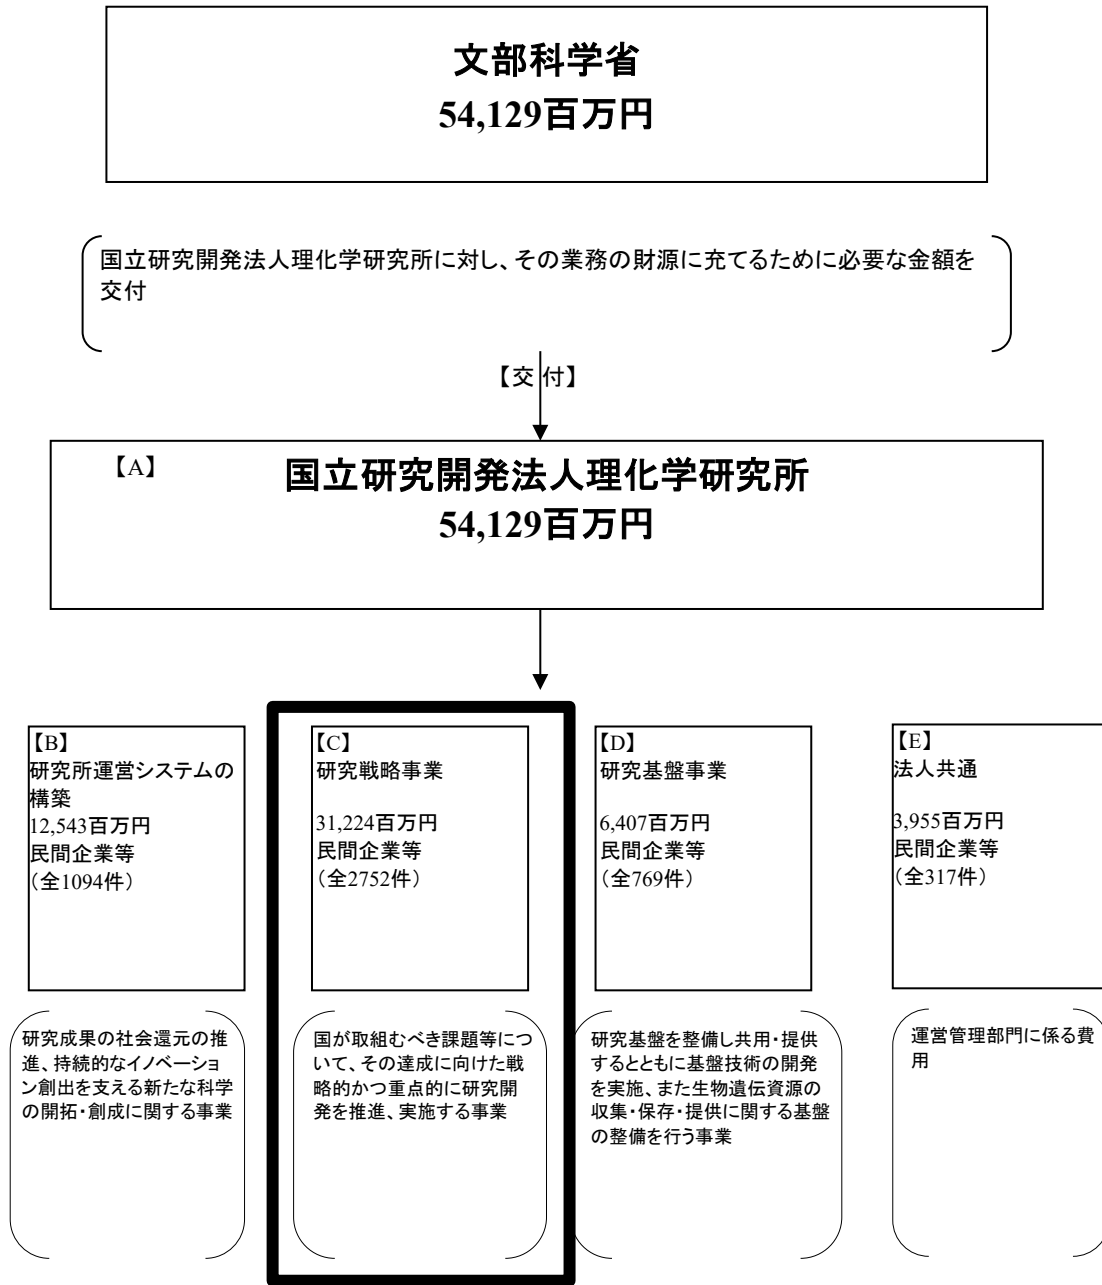 文部科学省
54,129百万円
国立研究開発法人理化学研究所に対し、その業務の財源に充てるために必要な金額を
交付
【交付】
【A】
国立研究開発法人理化学研究所
54,129百万円
【B】
研究所運営システムの
構築
12,543百万円
民間企業等
（全1094件）
【C】
研究戦略事業
31,224百万円
民間企業等
（全2752件）
【D】
研究基盤事業
6,407百万円
民間企業等
（全769件）
【E】
法人共通
3,955百万円
民間企業等
（全317件）
研究成果の社会還元の推
進、持続的なイノベーショ
ン創出を支える新たな科学
の開拓・創成に関する事業
国が取組むべき課題等につ
いて、その達成に向けた戦
略的かつ重点的に研究開
発を推進、実施する事業
研究基盤を整備し共用・提供
するとともに基盤技術の開発
を実施、また生物遺伝資源の
収集・保存・提供に関する基盤
の整備を行う事業
運営管理部門に係る費
用